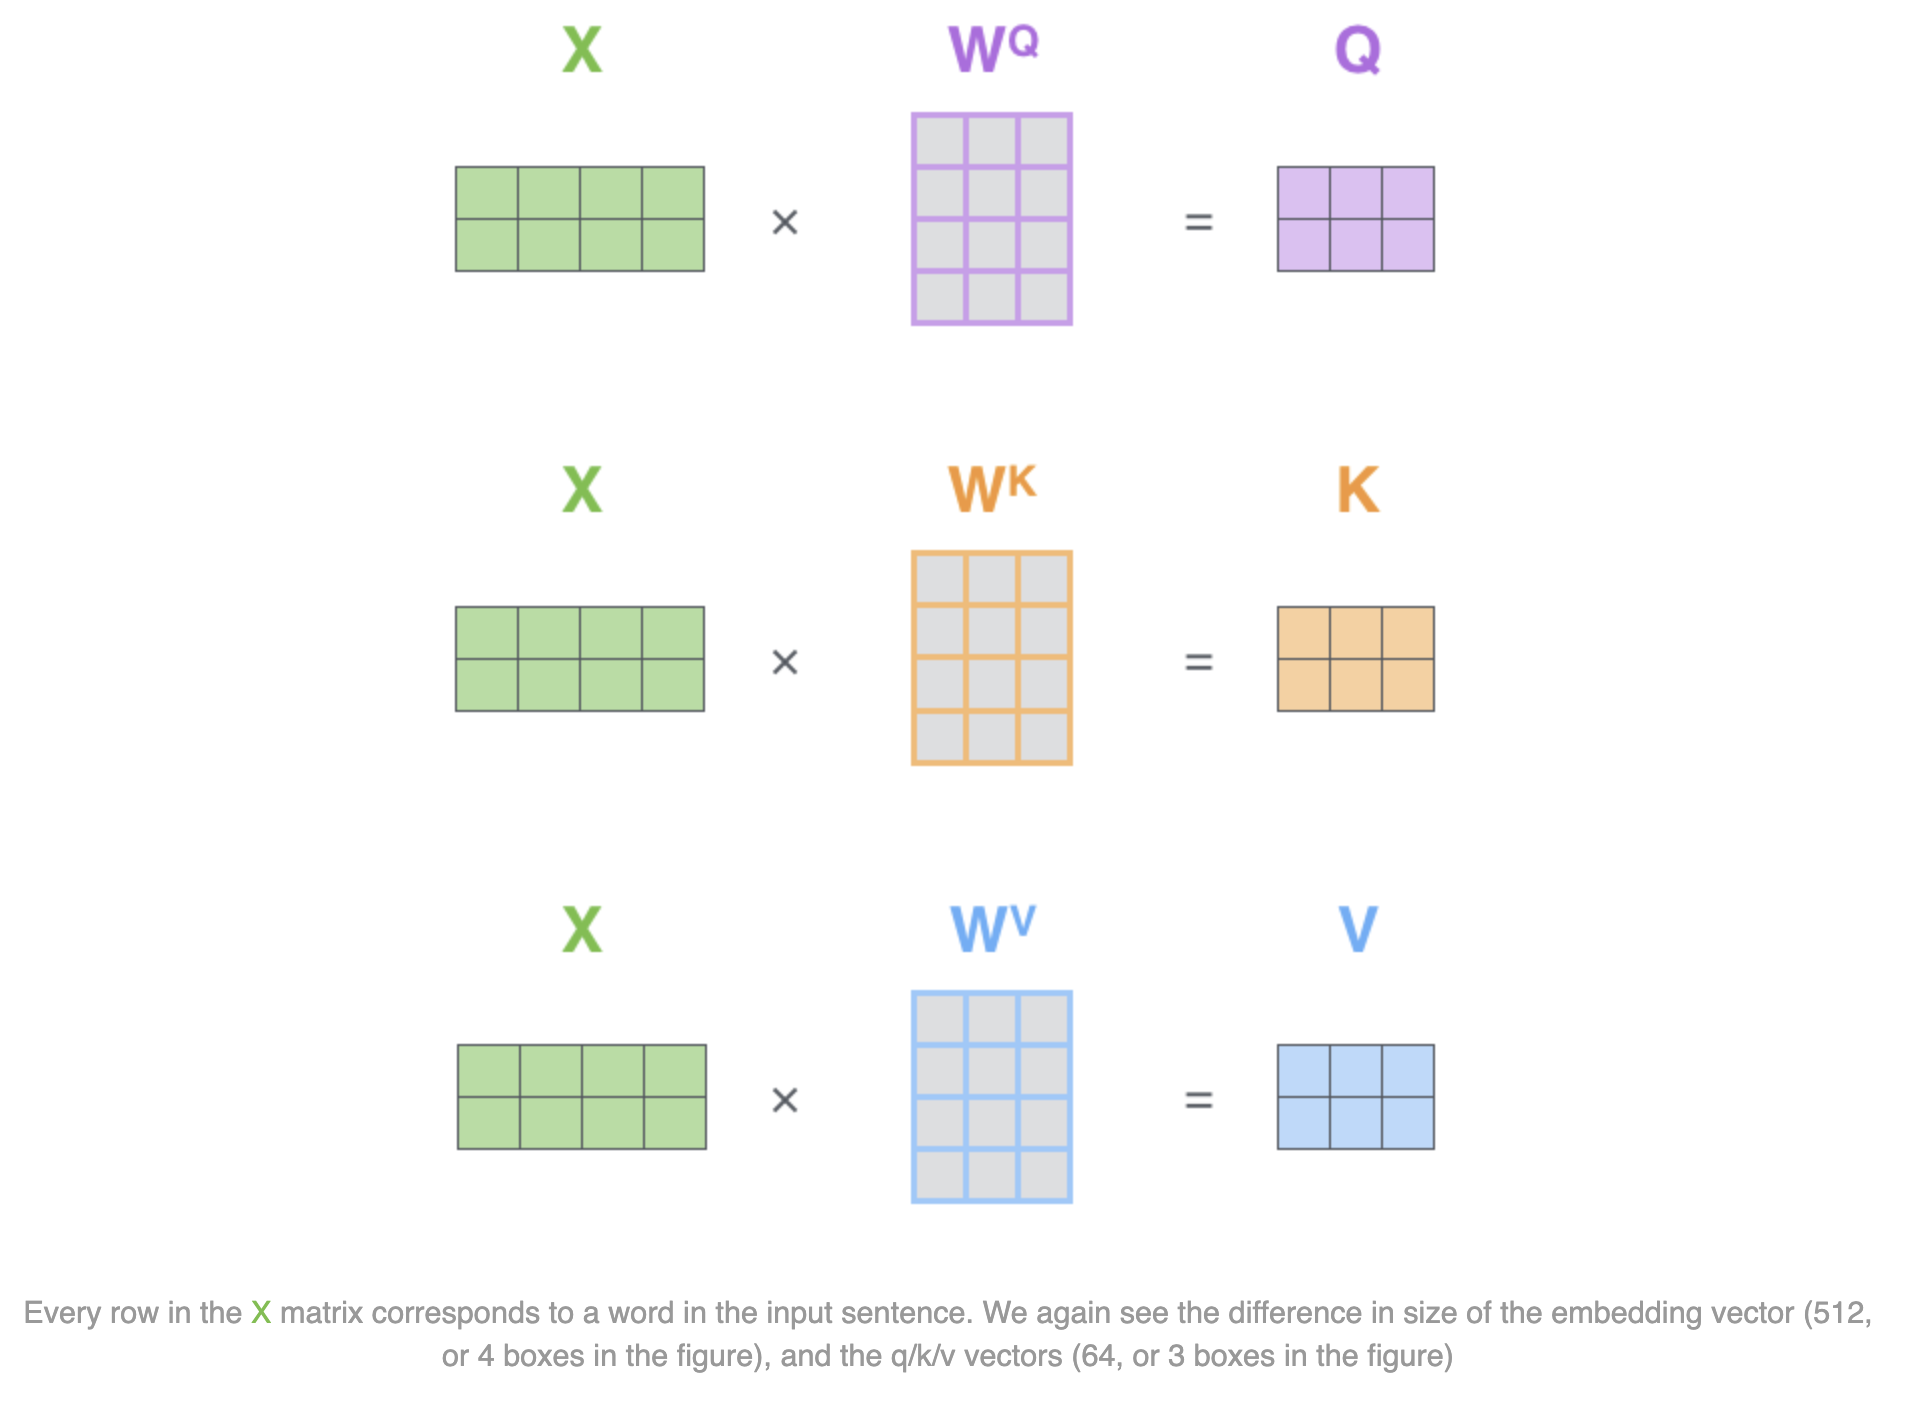 X W^Q Q
× =
X W^K K
× =
X W^V V
× =
Every row in the X matrix corresponds to a word in the input sentence. We again see the difference in size of the embedding vector (512,
or 4 boxes in the figure), and the q/k/v vectors (64, or 3 boxes in the figure)